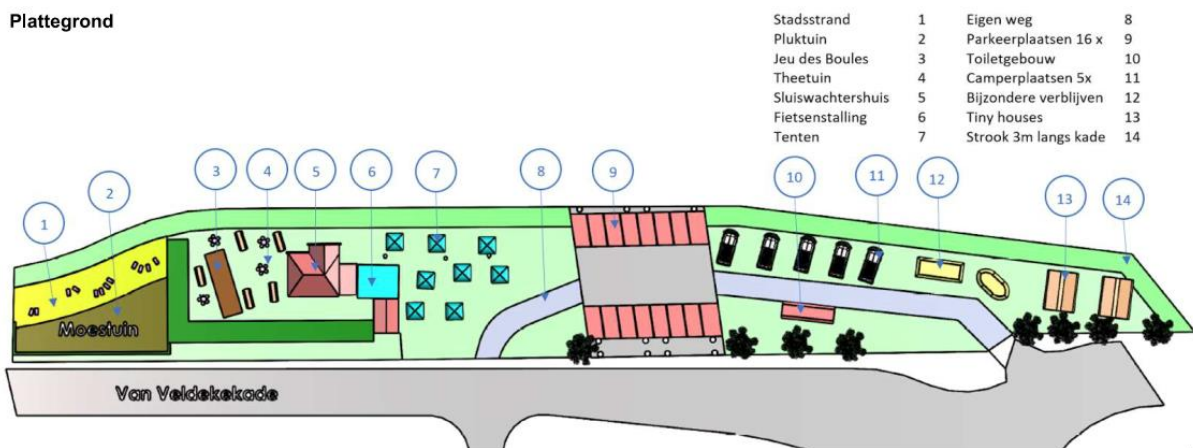 Plattegrond
Stadsstrand 1 Eigen weg 8
Pluktuin 2 Parkeerplaatsen 16 x 9
Jeu des Boules 3 Toiletgebouw 10
Theetuin 4 Camperplaatsen 5x 11
Sluiswachtershuis 5 Bijzondere verblijven 12
Fietsenstalling 6 Tiny houses 13
Tenten 7 Strook 3m langs kade 14
1 2 3 4 5 6 7 8 9 10 11 12 13 14
Moestuin
Van Veldekekade